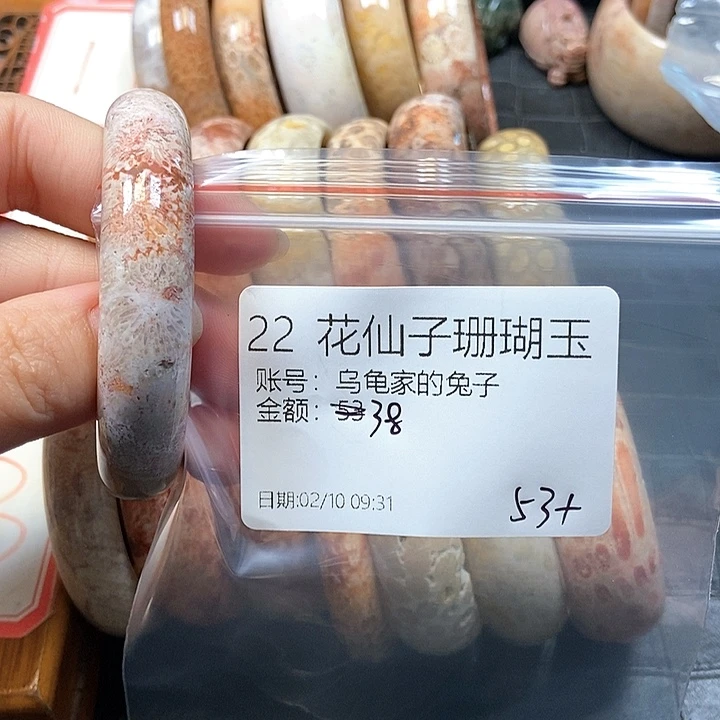 22 花仙子珊瑚玉
账号：乌龟家的兔子
金额：53 38
日期:02/10 09:31
53+